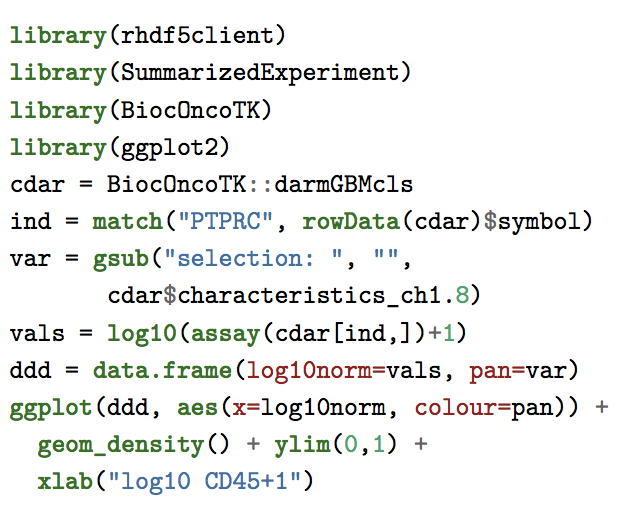 library(rhdf5client)
library(SummarizedExperiment)
library(BiocOncoTK)
library(ggplot2)
cdar = BiocOncoTK::darmGBMcls
ind = match("PTPRC", rowData(cdar)$symbol)
var = gsub("selection: ", "",
cdar$characteristics_ch1.8)
vals = log10(assay(cdar[ind,])+1)
ddd = data.frame(log10norm=vals, pan=var)
ggplot(ddd, aes(x=log10norm, colour=pan)) +
geom_density() + ylim(0,1) +
xlab("log10 CD45+1")